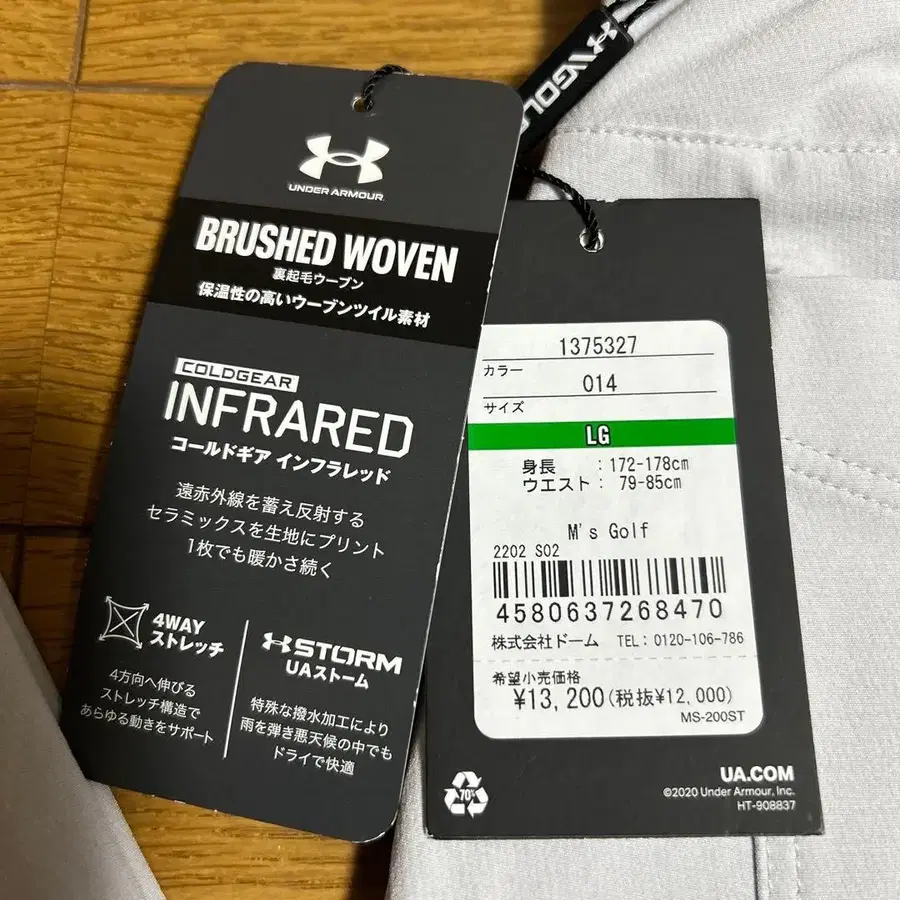 GOLF
UNDER ARMOUR
BRUSHED WOVEN
裏起毛ウーブン
保温性の高いウーブンツイル素材
COLDGEAR
INFRARED
コールドギア インフラレッド
遠赤外線を蓄え反射する
セラミックスを生地にプリント
1枚でも暖かさ続く
4WAY
ストレッチ
4方向へ伸びる
ストレッチ構造で
あらゆる動きをサポート
STORM
UAストーム
特殊な撥水加工により
雨を弾き悪天候の中でも
ドライで快適
1375327
カラー
014
サイズ
LG
身長 :172-178cm
ウエスト: 79-85cm
M's Golf
2202 S02
4580637268470
株式会社ドーム TEL: 0120-106-786
希望小売価格
¥13,200(税抜¥12,000)
MS-200ST
70%
UA.COM
©2020 Under Armour, Inc.
HT-908837